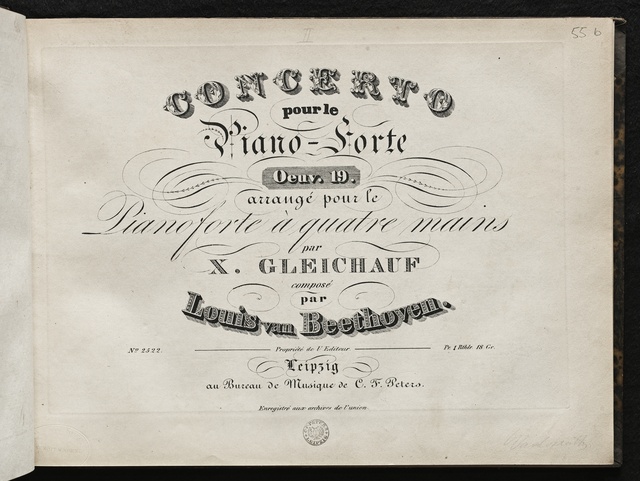 II
55 b
CONCERTO
pour le
Piano-Forte
Oeuv. 19.
arrangé pour le
Pianoforte à quatre mains
par
X. GLEICHAUF
composé
par
Louis van Beethoven.
Nº 2522. Propriété de l'Editeur. Pr. 1 Rthlr. 18 Gr.
Leipzig
au Bureau de Musique de C. F. Peters.
Enregistré aux archives de l'union.